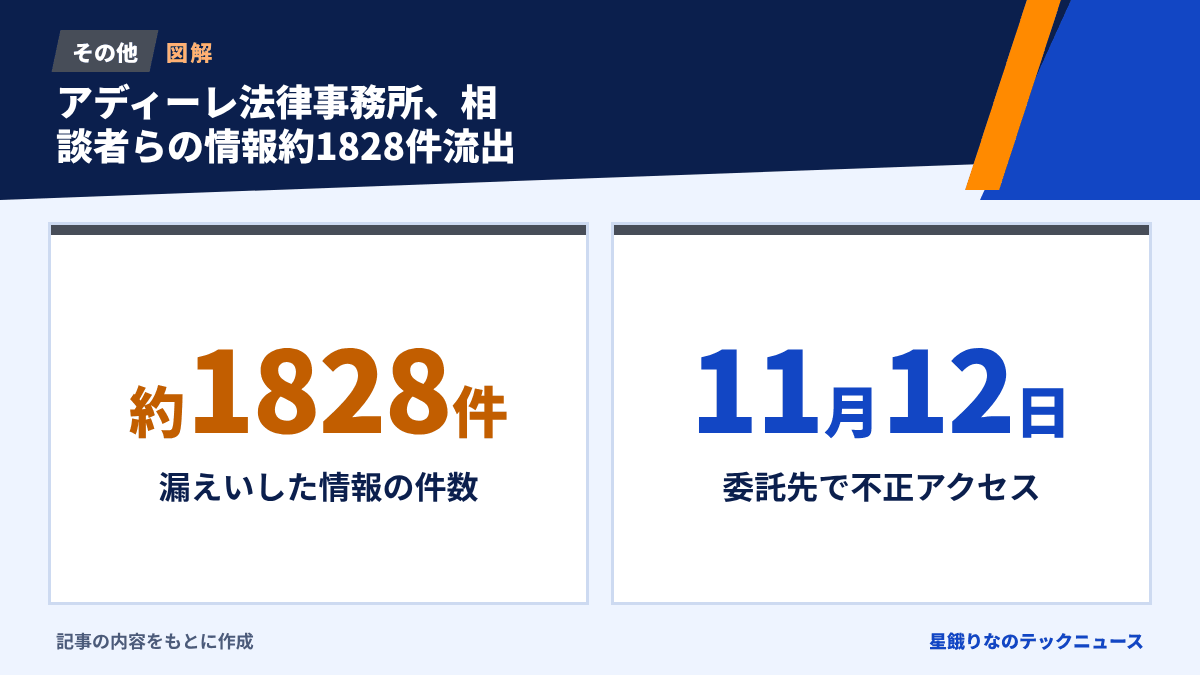 その他 図解
アディーレ法律事務所、相
談者らの情報約1828件流出
約1828件
漏えいした情報の件数
11月12日
委託先で不正アクセス
記事の内容をもとに作成
星餓りなのテックニュース